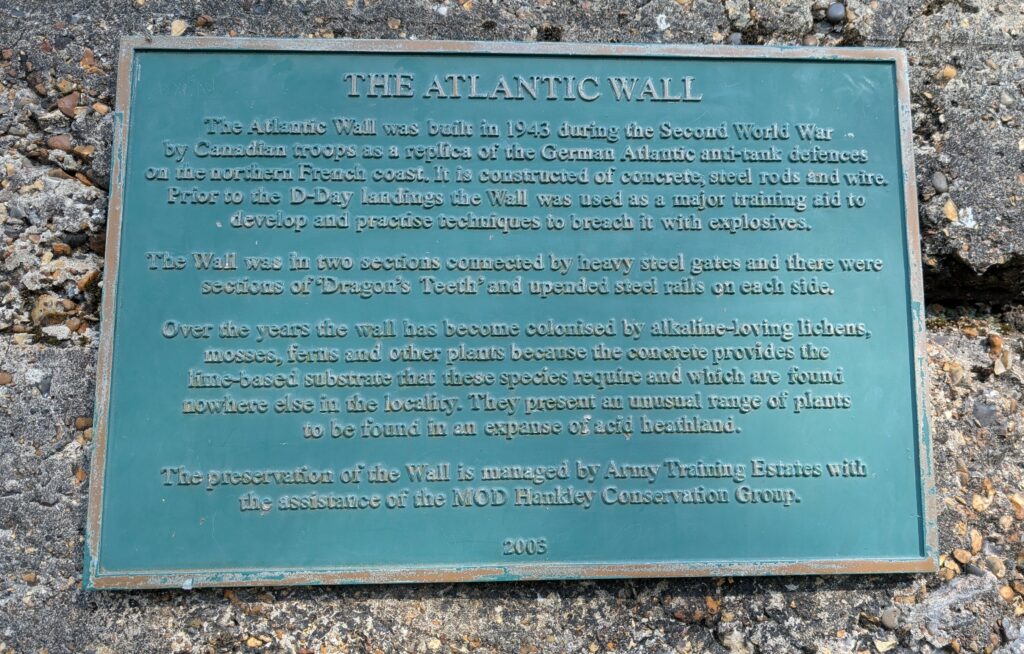 THE ATLANTIC WALL
The Atlantic Wall was built in 1943 during the Second World War
by Canadian troops as a replica of the German Atlantic anti-tank defences
on the northern French coast. It is constructed of concrete, steel rods and wire.
Prior to the D-Day landings the Wall was used as a major training aid to
develop and practise techniques to breach it with explosives.
The Wall was in two sections connected by heavy steel gates and there were
sections of 'Dragon's Teeth' and upended steel rails on each side.
Over the years the wall has become colonised by alkaline-loving lichens,
mosses, ferns and other plants because the concrete provides the
lime-based substrate that these species require and which are found
nowhere else in the locality. They present an unusual range of plants
to be found in an expanse of acid heathland.
The preservation of the Wall is managed by Army Training Estates with
the assistance of the MOD Hankley Conservation Group.
2003